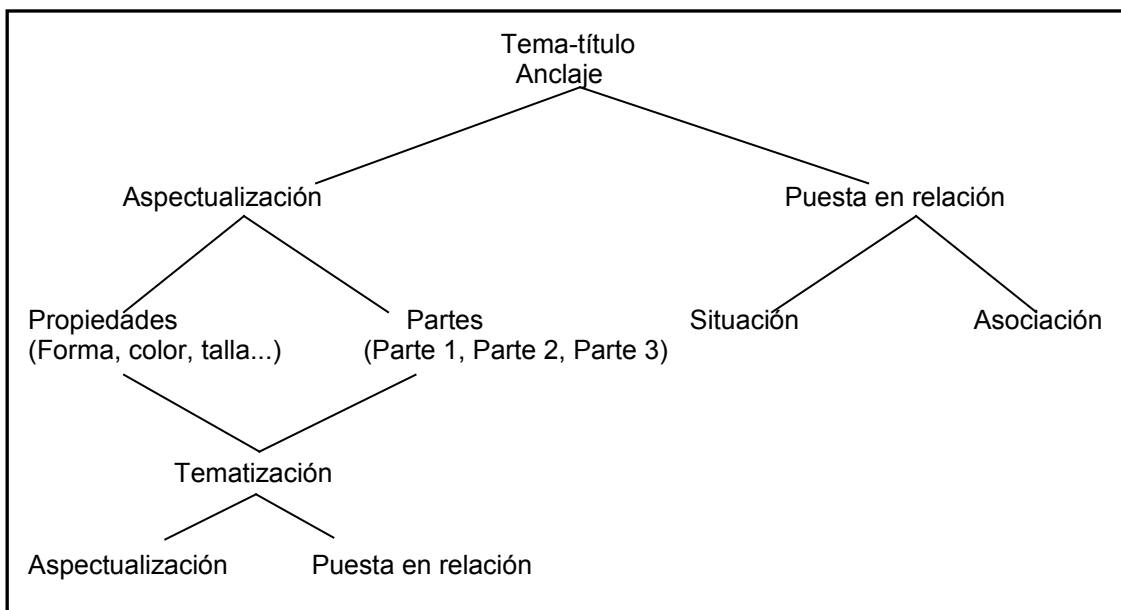 Tema-título
Anclaje
Aspectualización Puesta en relación
Propiedades Partes Situación Asociación
(Forma, color, talla...) (Parte 1, Parte 2, Parte 3)
Tematización
Aspectualización Puesta en relación